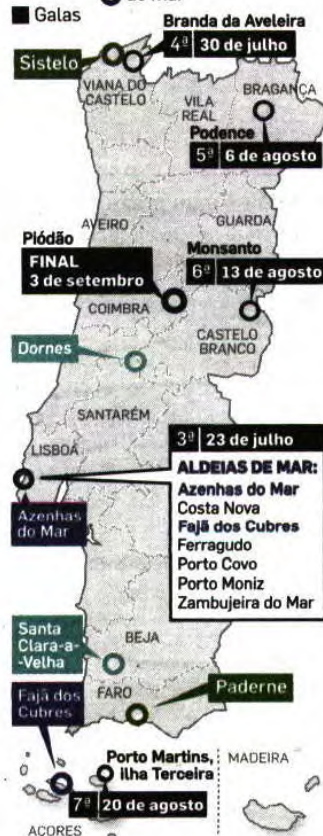 Galas
Branda da Aveleira
4ª 30 de julho
Sistelo
VIANA DO
CASTELO
VILA
REAL
BRAGANÇA
Podence
5ª 6 de agosto
AVEIRO
GUARDA
Piódão
FINAL
3 de setembro
Monsanto
6ª 13 de agosto
COIMBRA
CASTELO
BRANCO
Dornes
SANTARÉM
LISBOA
3ª 23 de julho
ALDEIAS DE MAR:
Azenhas do Mar
Costa Nova
Fajã dos Cubres
Ferragudo
Porto Covo
Porto Moniz
Zambujeira do Mar
Azenhas
do Mar
Santa
Clara-a-
-Velha
BEJA
Fajã dos
Cubres
FARO
Paderne
Porto Martins,
ilha Terceira
MADEIRA
7ª 20 de agosto
AÇORES